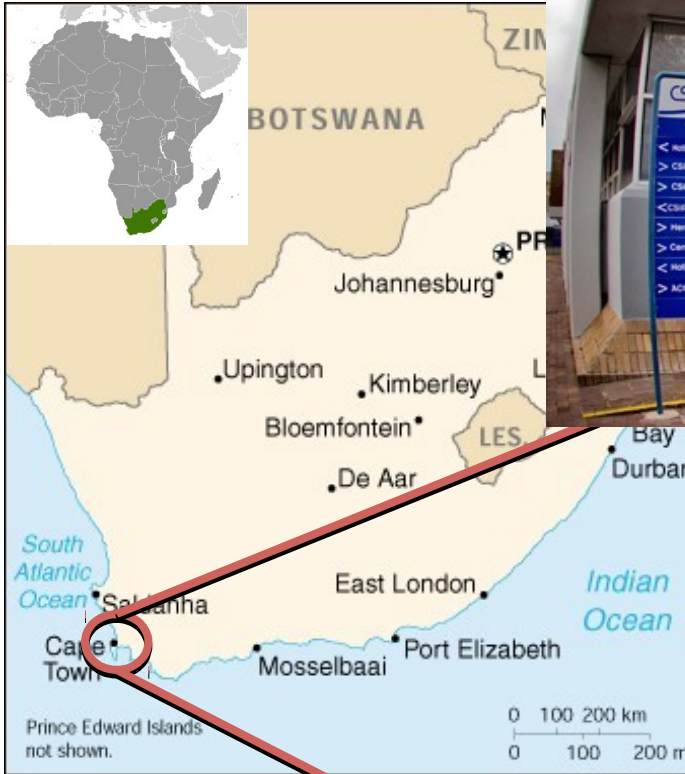 ZIM
BOTSWANA
PR
Johannesburg
Upington
Kimberley
Bloemfontein
LES.
De Aar
Bay
Durban
South
Atlantic
Ocean
Saldanha
East London
Indian
Ocean
Cape
Town
Mosselbaai
Port Elizabeth
Prince Edward Islands
not shown.
0 100 200 km
0 100 200 m